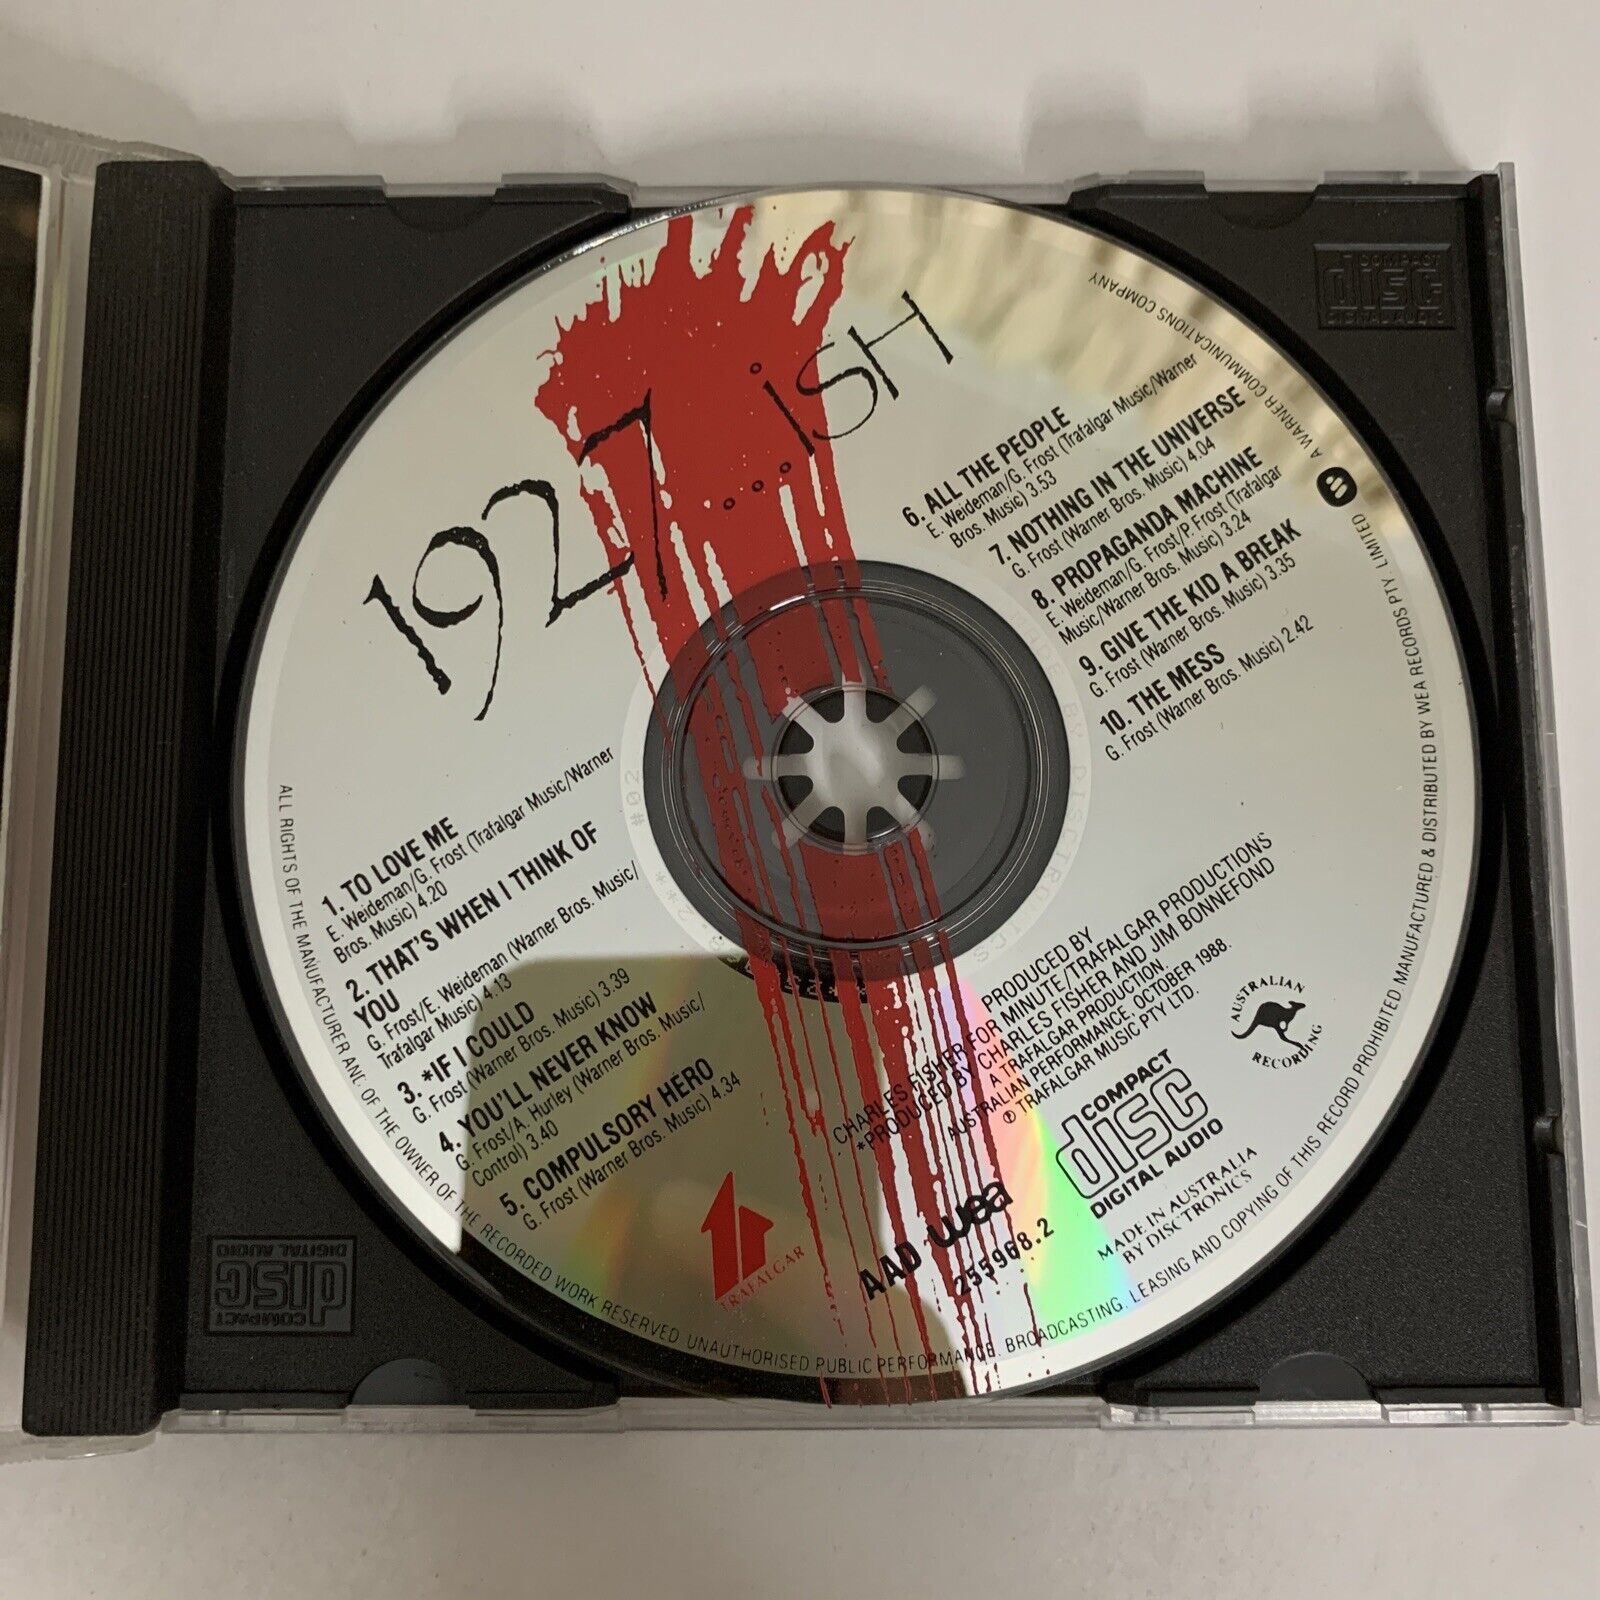 1927
...ISH
1. TO LOVE ME
E. Weideman/G. Frost (Trafalgar Music/Warner
Bros. Music) 4.20
2. THAT'S WHEN I THINK OF
YOU
G. Frost/E. Weideman (Warner Bros. Music/
Trafalgar Music) 4.13
3. *IF I COULD
G. Frost (Warner Bros. Music) 3.39
4. YOU'LL NEVER KNOW
G. Frost/A. Hurley (Warner Bros. Music/
Control) 3.40
5. COMPULSORY HERO
G. Frost (Warner Bros. Music) 4.34
6. ALL THE PEOPLE
E. Weideman/G. Frost (Trafalgar Music/Warner
Bros. Music) 3.53
7. NOTHING IN THE UNIVERSE
G. Frost (Warner Bros. Music) 4.04
8. PROPAGANDA MACHINE
E. Weideman/G. Frost/P. Frost (Trafalgar
Music/Warner Bros. Music) 3.24
9. GIVE THE KID A BREAK
G. Frost (Warner Bros. Music) 3.35
10. THE MESS
G. Frost (Warner Bros. Music) 2.42
PRODUCED BY
CHARLES FISHER FOR MINUTE/TRAFALGAR PRODUCTIONS
*PRODUCED BY CHARLES FISHER AND JIM BONNEFOND
A TRAFALGAR PRODUCTION
AUSTRALIAN PERFORMANCE, OCTOBER 1988.
℗ TRAFALGAR MUSIC PTY LTD.
TRAFALGAR
AAD wea
255968.2
COMPACT
disc
DIGITAL AUDIO
MADE IN AUSTRALIA
BY DISCTRONICS
AUSTRALIAN
RECORDING
ALL RIGHTS OF THE MANUFACTURER AND OF THE OWNER OF THE RECORDED WORK RESERVED. UNAUTHORISED PUBLIC PERFORMANCE, BROADCASTING, LEASING AND COPYING OF THIS RECORD PROHIBITED. MANUFACTURED & DISTRIBUTED BY WEA RECORDS PTY. LIMITED
A WARNER COMMUNICATIONS COMPANY
COMPACT
disc
DIGITAL AUDIO
COMPACT
disc
DIGITAL AUDIO